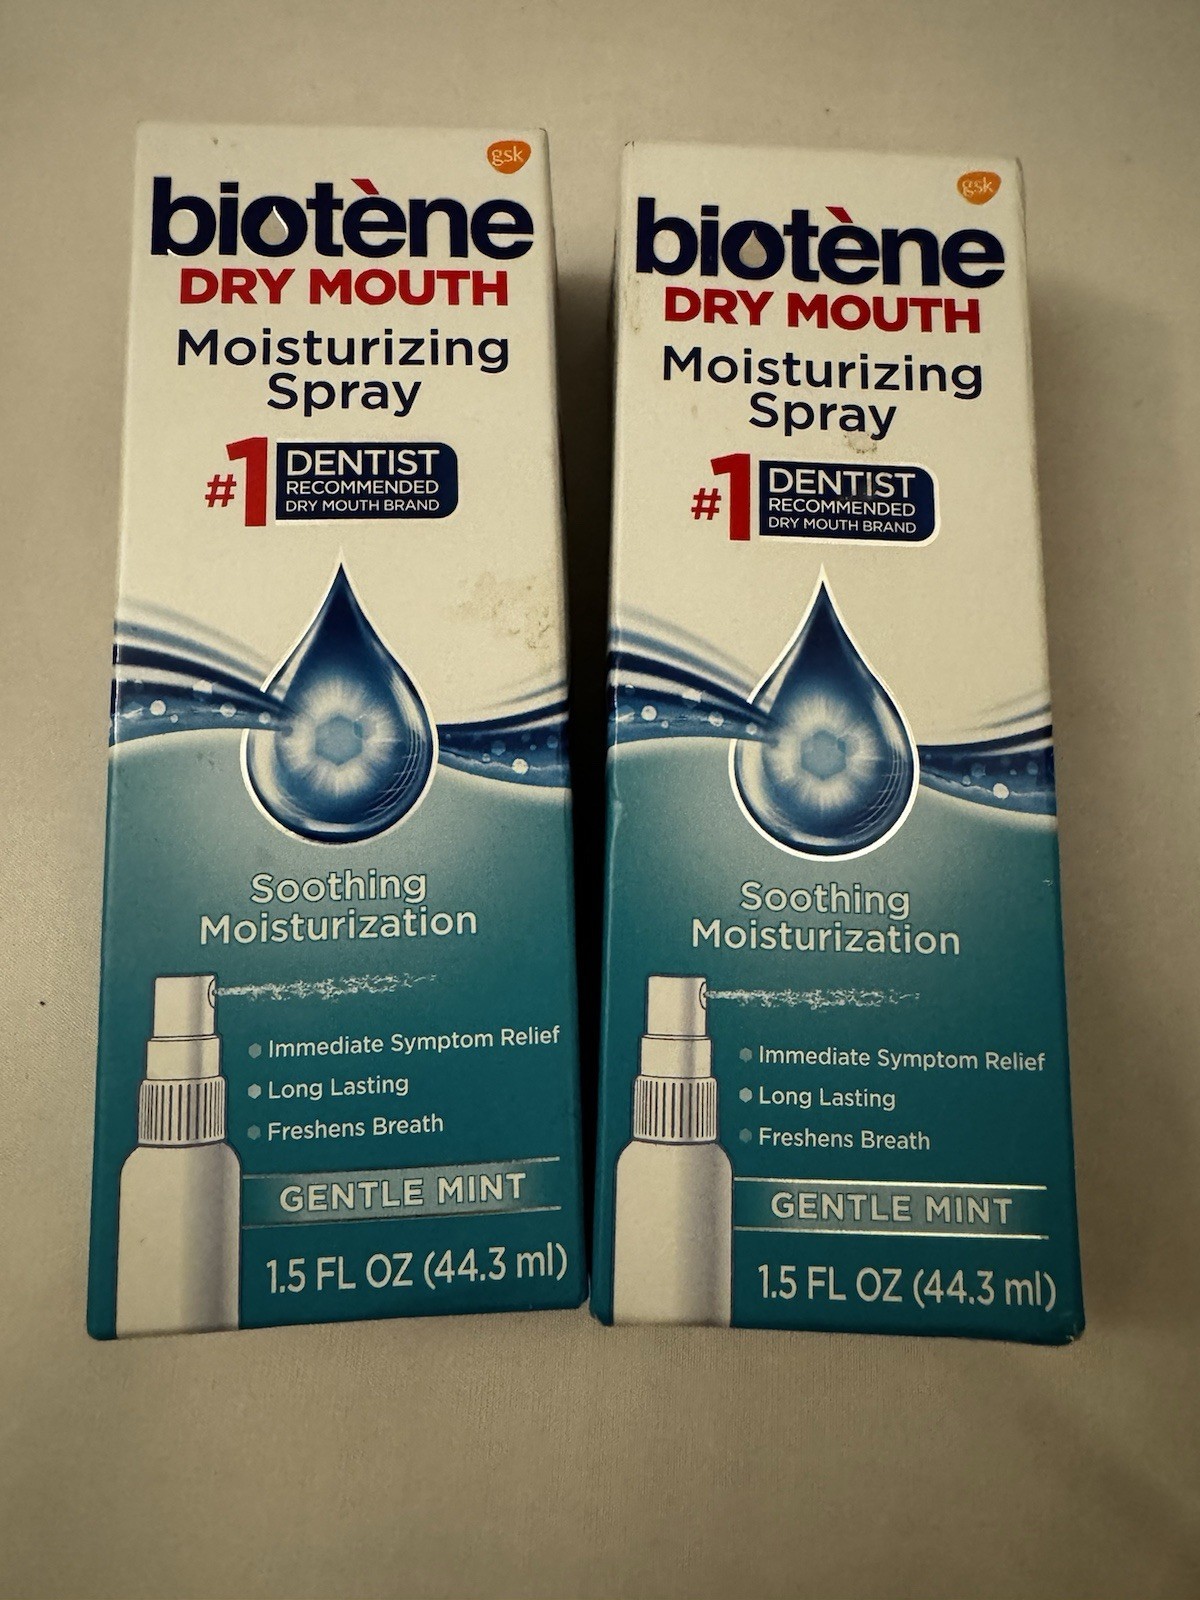 gsk
biotène
DRY MOUTH
Moisturizing
Spray
#1 DENTIST
RECOMMENDED
DRY MOUTH BRAND
Soothing
Moisturization
Immediate Symptom Relief
Long Lasting
Freshens Breath
GENTLE MINT
1.5 FL OZ (44.3 ml)
gsk
biotène
DRY MOUTH
Moisturizing
Spray
#1 DENTIST
RECOMMENDED
DRY MOUTH BRAND
Soothing
Moisturization
Immediate Symptom Relief
Long Lasting
Freshens Breath
GENTLE MINT
1.5 FL OZ (44.3 ml)